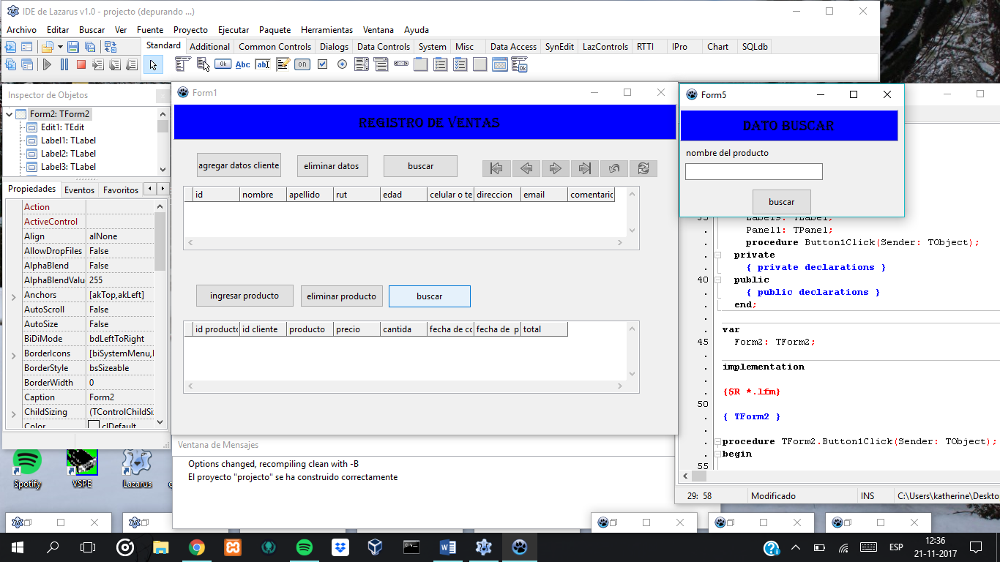 IDE de Lazarus v1.0 - projecto (depurando ...)
Archivo Editar Buscar Ver Fuente Proyecto Ejecutar Paquete Herramientas Ventana Ayuda
Standard Additional Common Controls Dialogs Data Controls System Misc Data Access SynEdit LazControls RTTI IPro Chart SQLdb
Ok Abc ab on Ok
Inspector de Objetos
Form2: TForm2
Edit1: TEdit
Label1: TLabel
Label2: TLabel
Label3: TLabel
Propiedades Eventos Favoritos
Action
ActiveControl
Align alNone
AllowDropFiles False
AlphaBlend False
AlphaBlendValu 255
Anchors [akTop,akLeft]
AutoScroll False
AutoSize False
BiDiMode bdLeftToRight
BorderIcons [biSystemMenu,
BorderStyle bsSizeable
BorderWidth 0
Caption Form2
ChildSizing (TControlChildSi
Color clDefault
Form1
REGISTRO DE VENTAS
agregar datos cliente eliminar datos buscar
id nombre apellido rut edad celular o te direccion email comentario
ingresar producto eliminar producto buscar
id producto id cliente producto precio cantida fecha de co fecha de p total
Form5
DATO BUSCAR
nombre del producto
buscar
35 Label9: TLabel;
Panel1: TPanel;
procedure Button1Click(Sender: TObject);
private
{ private declarations }
40 public
{ public declarations }
end;
var
45 Form2: TForm2;
implementation
{$R *.lfm}
50
{ TForm2 }
procedure TForm2.Button1Click(Sender: TObject);
begin
55
29: 58 Modificado INS C:\Users\katherine\Deskto
Ventana de Mensajes
Options changed, recompiling clean with -B
El proyecto "projecto" se ha construido correctamente
Spotify VSPE Lazarus e
ESP 12:36
21-11-2017